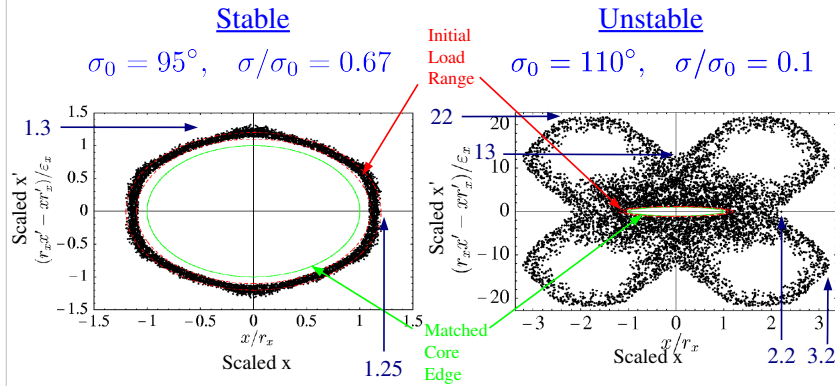 Stable
σ₀ = 95°, σ/σ₀ = 0.67
Initial
Load
Range
Unstable
σ₀ = 110°, σ/σ₀ = 0.1
1.3
Scaled x'
(rₓx′ − xr′ₓ)/εₓ
1.5
1
0.5
0
−0.5
−1
−1.5
−1.5
−1
−0.5
0
0.5
1
1.5
x/rₓ
Scaled x
1.25
Matched
Core
Edge
22
13
Scaled x'
(rₓx′ − xr′ₓ)/εₓ
20
10
0
−10
−20
−3
−2
−1
0
1
2
3
x/rₓ
Scaled x
2.2
3.2